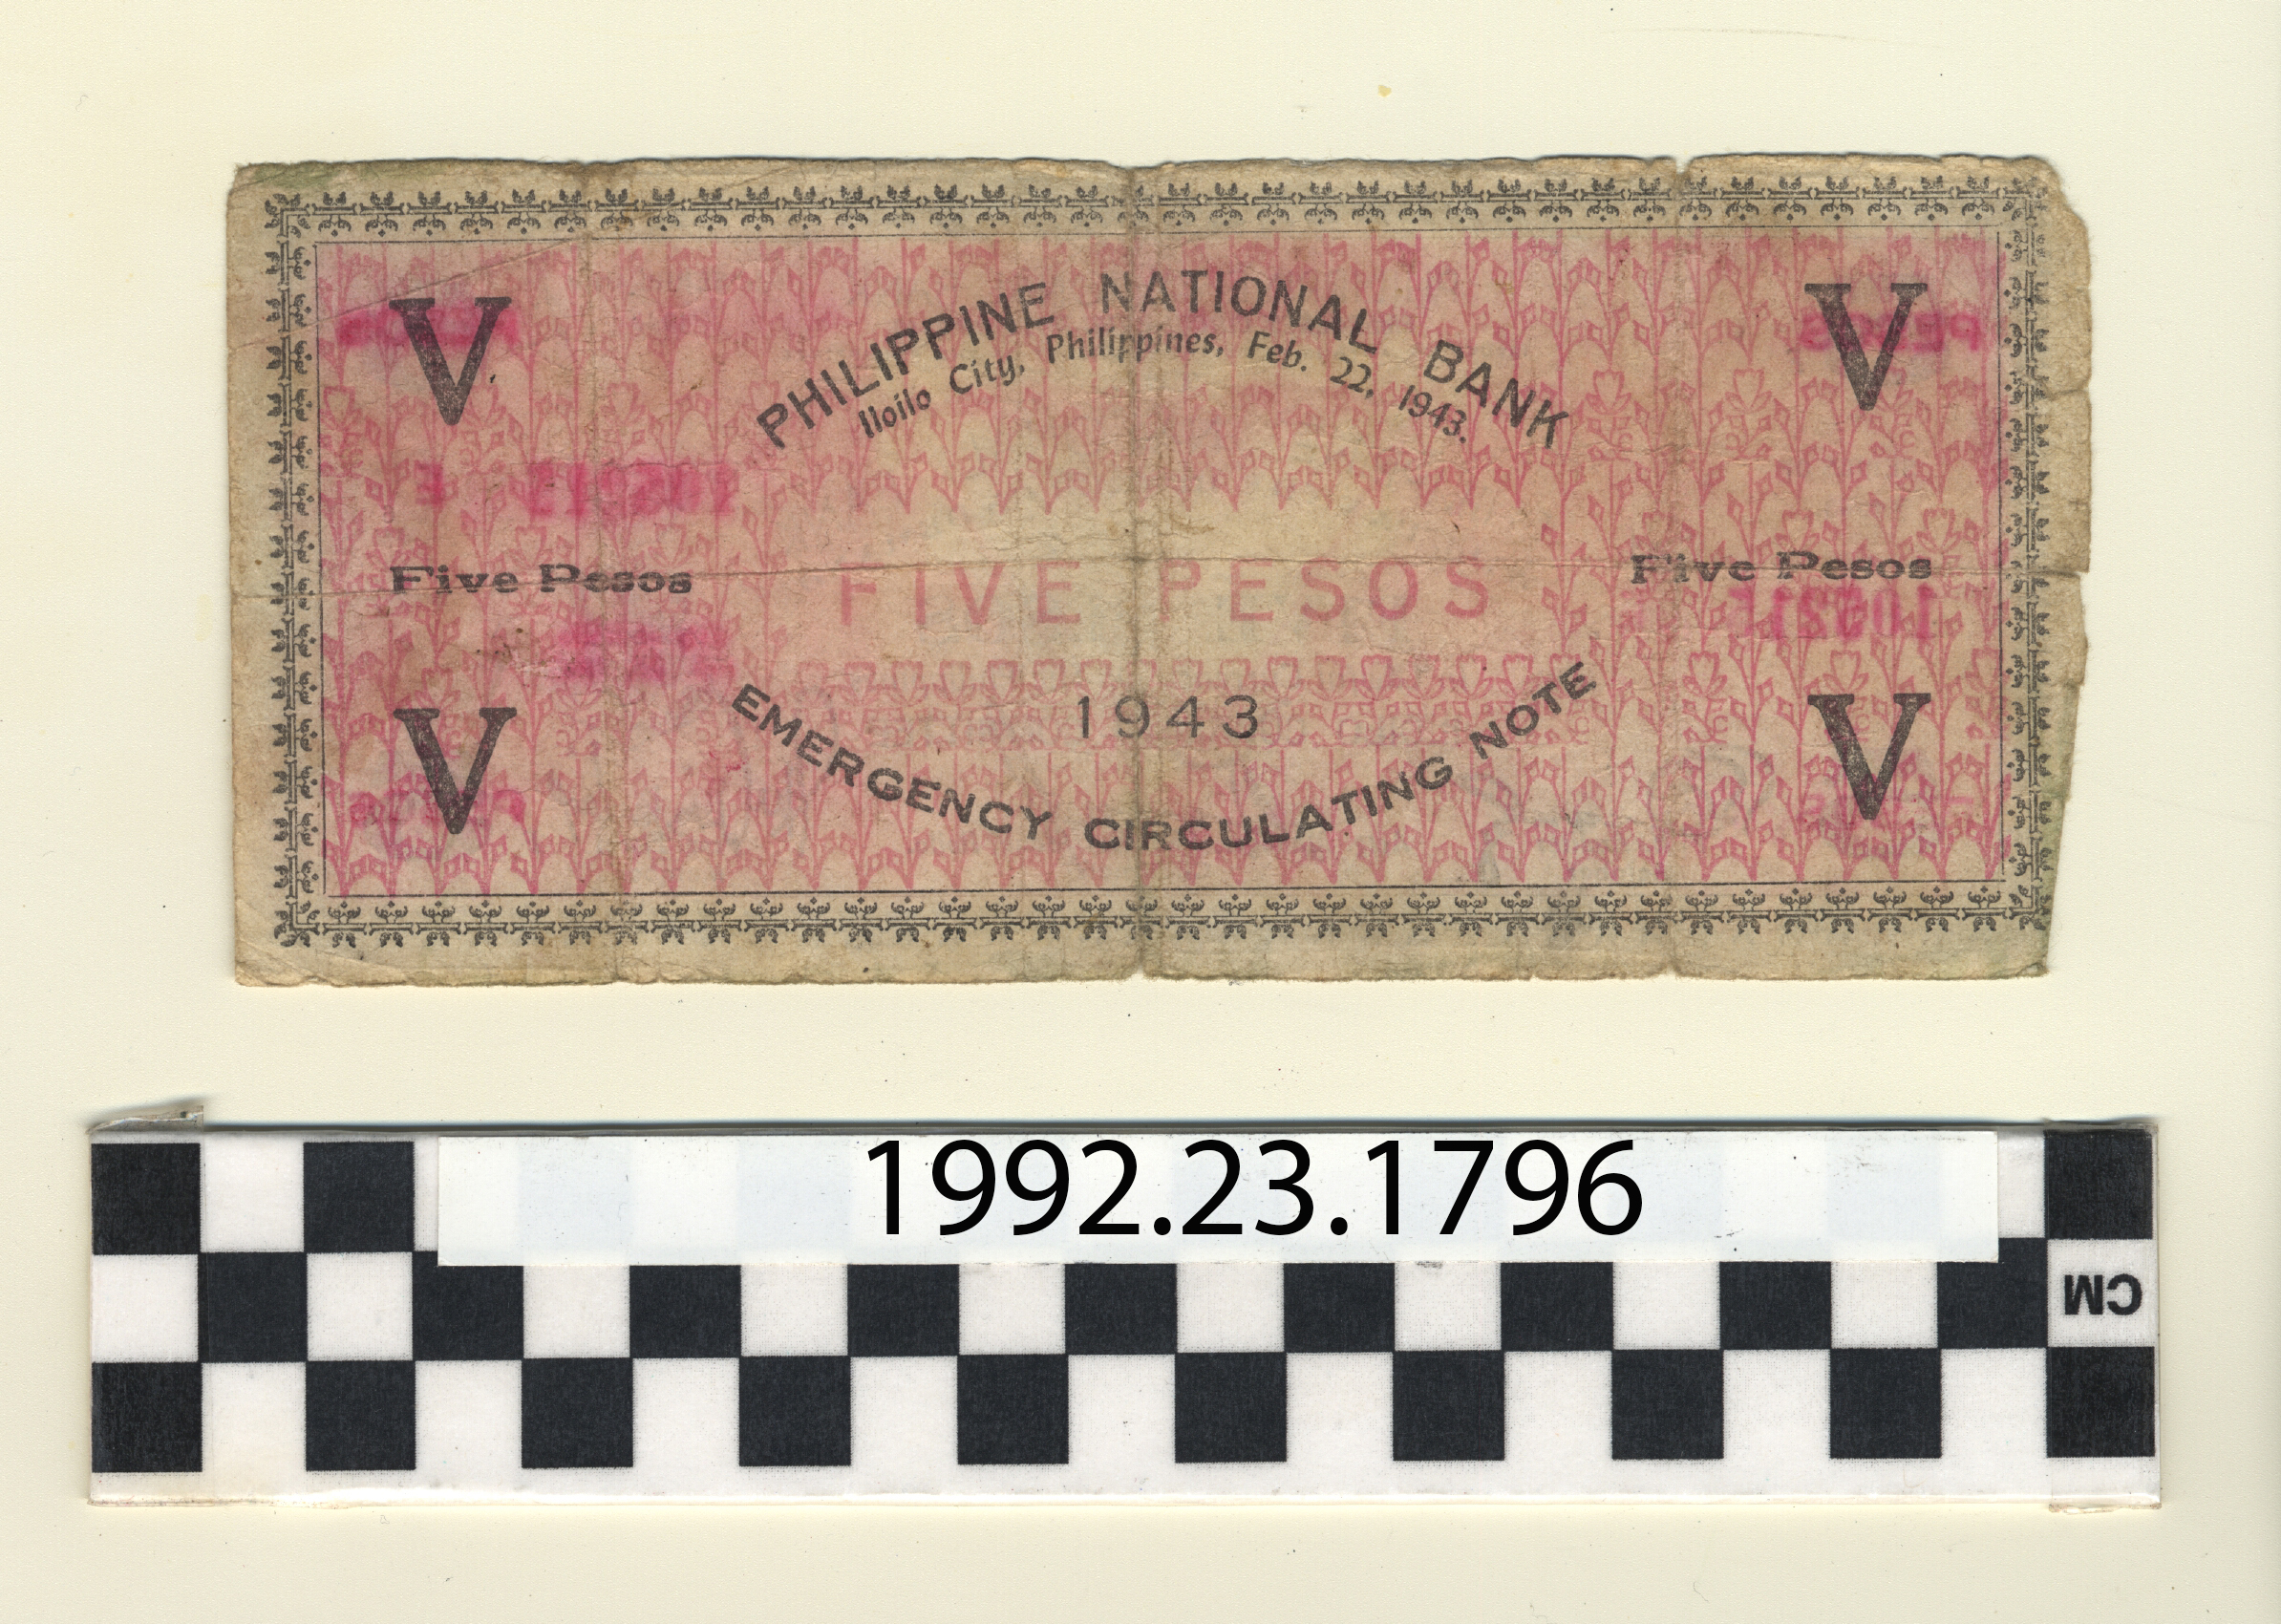 PHILIPPINE NATIONAL BANK
Iloilo City, Philippines, Feb. 22, 1943.
V
V
PESOS
Five Pesos
FIVE PESOS
Five Pesos
1943
EMERGENCY CIRCULATING NOTE
V
V
1992.23.1796
CM